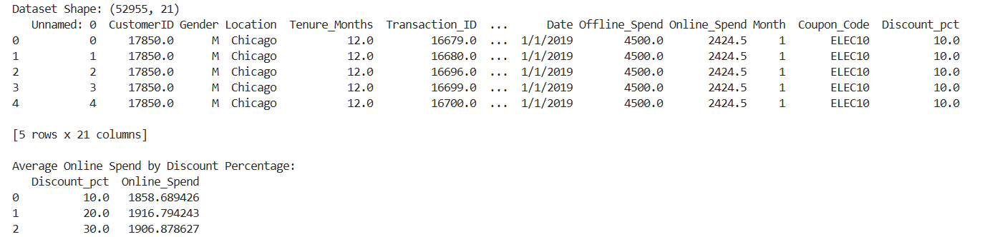 Dataset Shape: (52955, 21)
Unnamed: 0 CustomerID Gender Location Tenure_Months Transaction_ID ... Date Offline_Spend Online_Spend Month Coupon_Code Discount_pct
0 0 17850.0 M Chicago 12.0 16679.0 ... 1/1/2019 4500.0 2424.5 1 ELEC10 10.0
1 1 17850.0 M Chicago 12.0 16680.0 ... 1/1/2019 4500.0 2424.5 1 ELEC10 10.0
2 2 17850.0 M Chicago 12.0 16696.0 ... 1/1/2019 4500.0 2424.5 1 ELEC10 10.0
3 3 17850.0 M Chicago 12.0 16699.0 ... 1/1/2019 4500.0 2424.5 1 ELEC10 10.0
4 4 17850.0 M Chicago 12.0 16700.0 ... 1/1/2019 4500.0 2424.5 1 ELEC10 10.0
[5 rows x 21 columns]
Average Online Spend by Discount Percentage:
Discount_pct Online_Spend
0 10.0 1858.689426
1 20.0 1916.794243
2 30.0 1906.878627